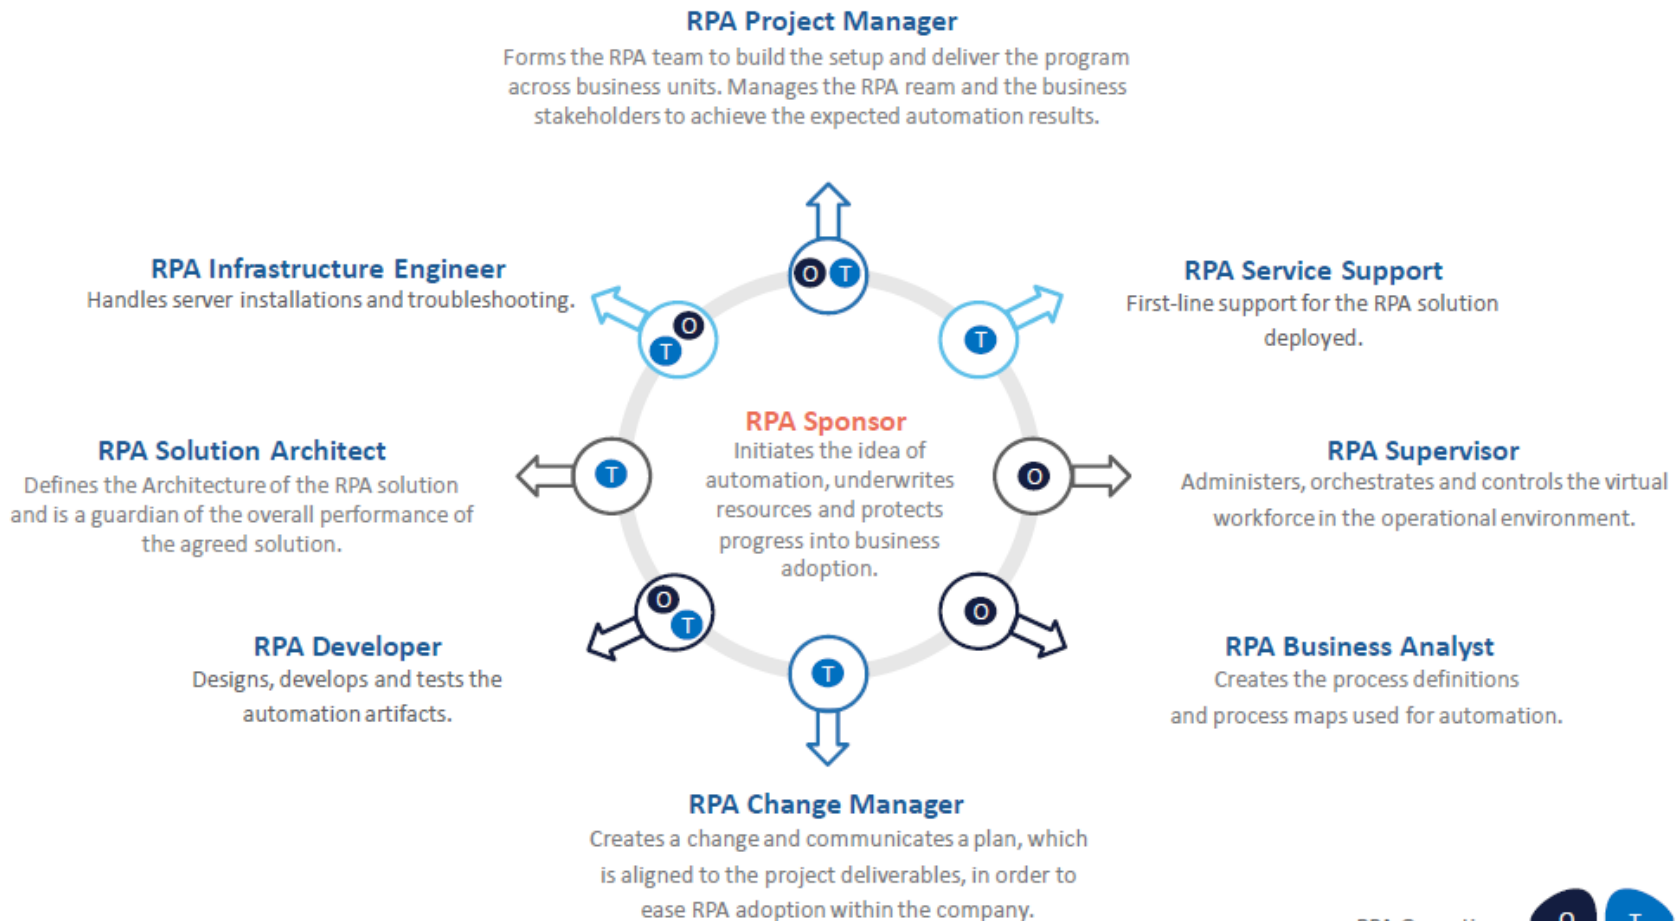 RPA Project Manager
Forms the RPA team to build the setup and deliver the program
across business units. Manages the RPA ream and the business
stakeholders to achieve the expected automation results.
O T
RPA Infrastructure Engineer
Handles server installations and troubleshooting.
O
T
RPA Service Support
First-line support for the RPA solution
deployed.
T
RPA Solution Architect
Defines the Architecture of the RPA solution
and is a guardian of the overall performance of
the agreed solution.
T
RPA Sponsor
Initiates the idea of
automation, underwrites
resources and protects
progress into business
adoption.
O
RPA Supervisor
Administers, orchestrates and controls the virtual
workforce in the operational environment.
RPA Developer
Designs, develops and tests the
automation artifacts.
O
T
O
RPA Business Analyst
Creates the process definitions
and process maps used for automation.
T
RPA Change Manager
Creates a change and communicates a plan, which
is aligned to the project deliverables, in order to
ease RPA adoption within the company.
RPA
O T